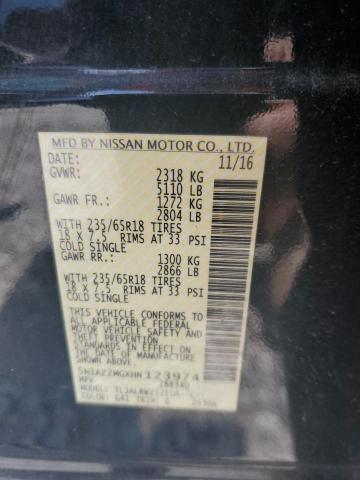 MFD BY NISSAN MOTOR CO., LTD.
DATE: 11/16
GVWR: 2318 KG
5110 LB
GAWR FR.: 1272 KG
2804 LB
WITH 235/65R18 TIRES
18 X 7.5 RIMS AT 33 PSI
COLD SINGLE
GAWR RR.: 1300 KG
2866 LB
WITH 235/65R18 TIRES
18 X 7.5 RIMS AT 33 PSI
COLD SINGLE
THIS VEHICLE CONFORMS TO
ALL APPLICABLE FEDERAL
MOTOR VEHICLE SAFETY AND
THEFT PREVENTION
STANDARDS IN EFFECT ON
THE DATE OF MANUFACTURE
SHOWN ABOVE.
5N1AZ2MGXHN123974
MPV
COLOR: G41 TRIM: G